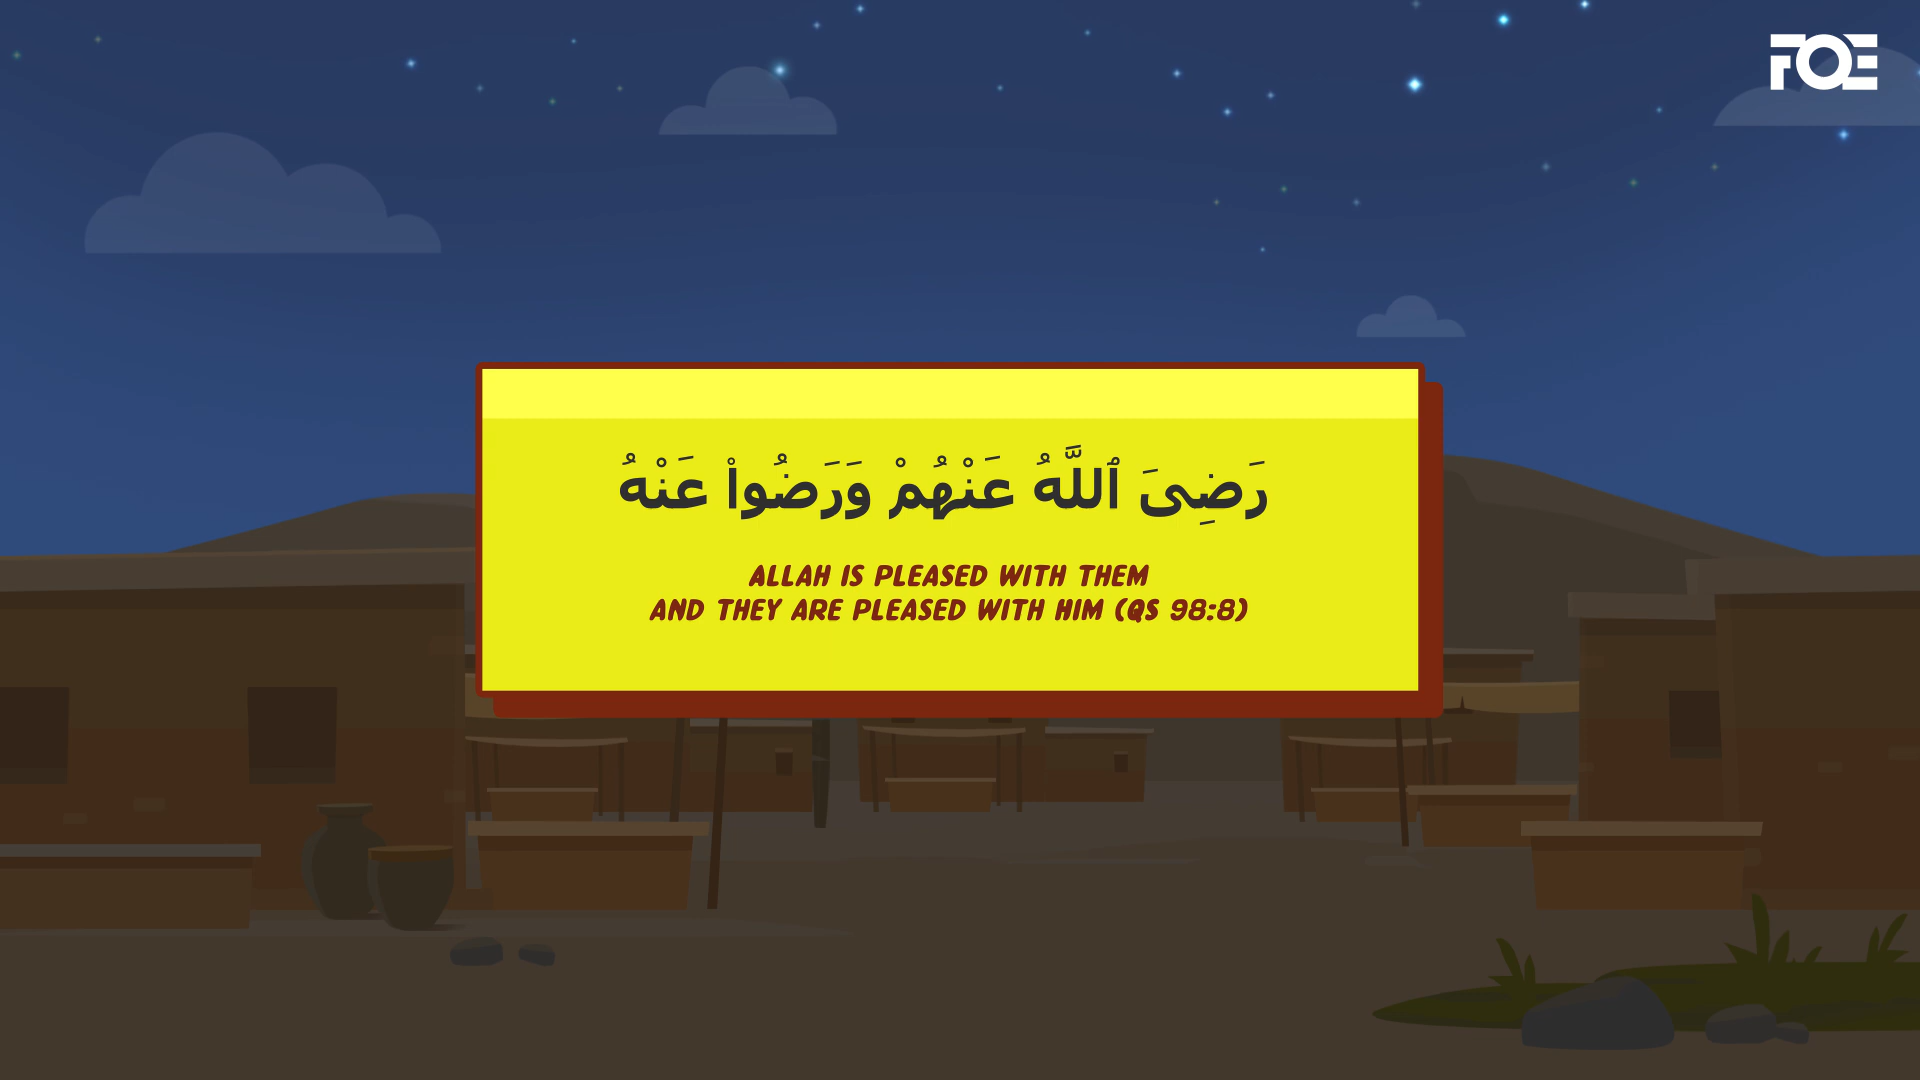 FOE
رَضِىَ ٱللَّهُ عَنْهُمْ وَرَضُوا۟ عَنْهُ
ALLAH IS PLEASED WITH THEM
AND THEY ARE PLEASED WITH HIM (QS 98:8)